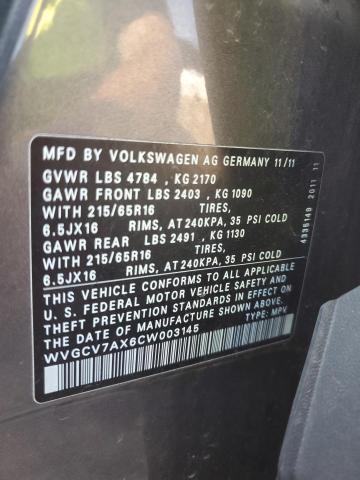 MFD BY VOLKSWAGEN AG GERMANY 11/11
GVWR LBS 4784 , KG 2170
GAWR FRONT LBS 2403 , KG 1090
WITH 215/65R16 TIRES,
6.5JX16 RIMS, AT 240KPA, 35 PSI COLD
GAWR REAR LBS 2491 , KG 1130
WITH 215/65R16 TIRES,
6.5JX16 RIMS, AT 240KPA, 35 PSI COLD
THIS VEHICLE CONFORMS TO ALL APPLICABLE
U. S. FEDERAL MOTOR VEHICLE SAFETY AND
THEFT PREVENTION STANDARDS IN EFFECT ON
THE DATE OF MANUFACTURE SHOWN ABOVE.
WVGCV7AX6CW003145 TYPE: MPV
4335140 2011 11